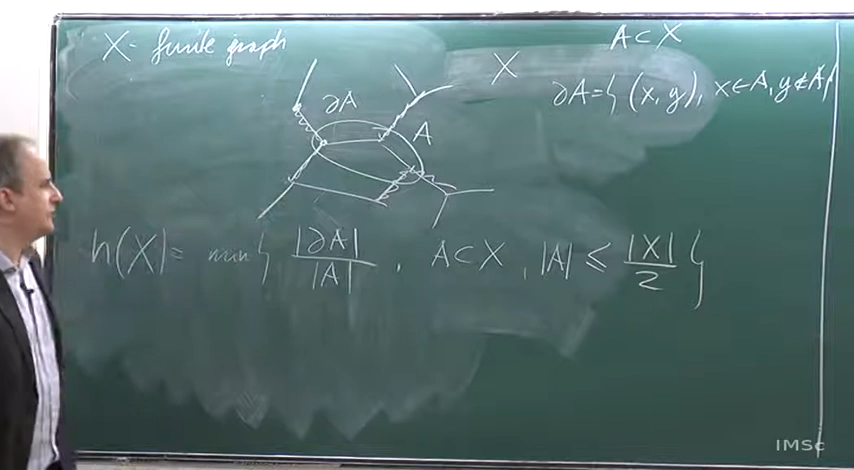 X - finite graph
A ⊂ X
X
∂A = { (x, y), x ∈ A, y ∉ A }
∂A
A
h(X) = min { |∂A| / |A| , A ⊂ X , |A| ≤ |X| / 2 }
IMSc